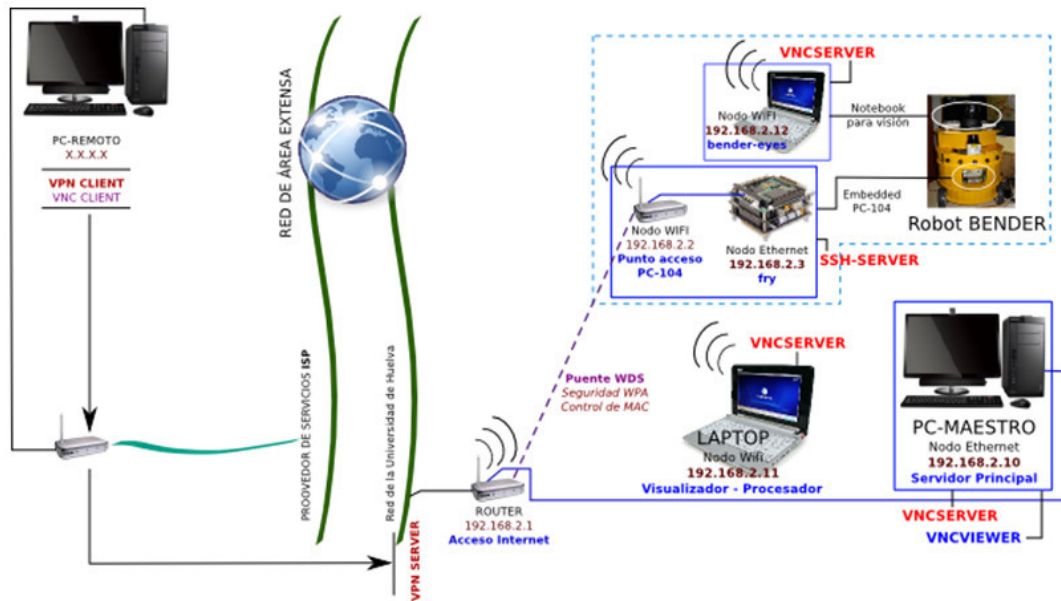 PC-REMOTO
X.X.X.X
VPN CLIENT
VNC CLIENT
RED DE ÁREA EXTENSA
PROOVEDOR DE SERVICIOS ISP
Red de la Universidad de Huelva
VPN SERVER
ROUTER
192.168.2.1
Acceso Internet
Puente WDS
Seguridad WPA
Control de MAC
VNCSERVER
Nodo WIFI
192.168.2.12
bender-eyes
Notebook
para visión
Nodo WIFI
192.168.2.2
Punto acceso
PC-104
Nodo Ethernet
192.168.2.3
fry
Embedded
PC-104
Robot BENDER
SSH-SERVER
VNCSERVER
LAPTOP
Nodo Wifi
192.168.2.11
Visualizador - Procesador
PC-MAESTRO
Nodo Ethernet
192.168.2.10
Servidor Principal
VNCSERVER
VNCVIEWER